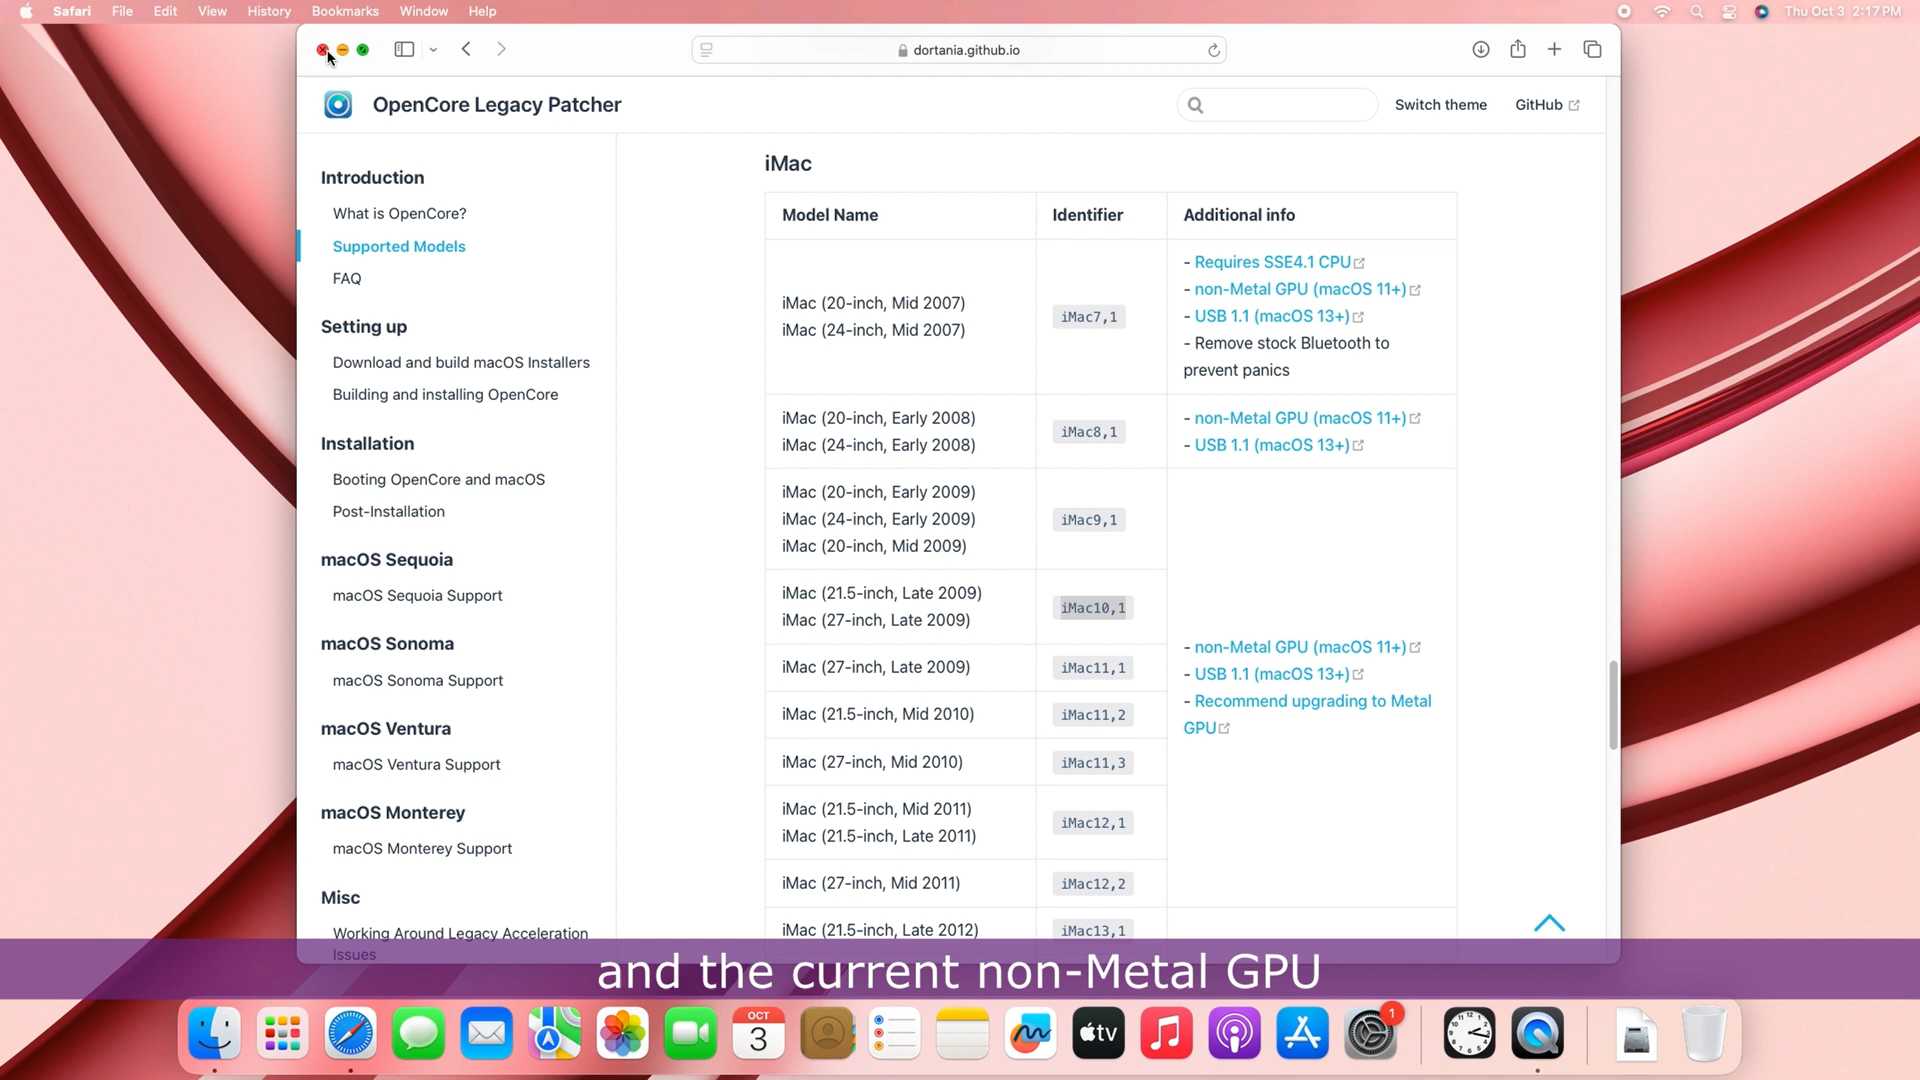 Safari File Edit View History Bookmarks Window Help
Thu Oct 3 2:17 PM
dortania.github.io
OpenCore Legacy Patcher
Switch theme
GitHub
Introduction
What is OpenCore?
Supported Models
FAQ
Setting up
Download and build macOS Installers
Building and installing OpenCore
Installation
Booting OpenCore and macOS
Post-Installation
macOS Sequoia
macOS Sequoia Support
macOS Sonoma
macOS Sonoma Support
macOS Ventura
macOS Ventura Support
macOS Monterey
macOS Monterey Support
Misc
Working Around Legacy Acceleration
Issues
iMac
Model Name Identifier Additional info
iMac (20-inch, Mid 2007)
iMac (24-inch, Mid 2007)
iMac7,1
- Requires SSE4.1 CPU
- non-Metal GPU (macOS 11+)
- USB 1.1 (macOS 13+)
- Remove stock Bluetooth to
prevent panics
iMac (20-inch, Early 2008)
iMac (24-inch, Early 2008)
iMac8,1
- non-Metal GPU (macOS 11+)
- USB 1.1 (macOS 13+)
iMac (20-inch, Early 2009)
iMac (24-inch, Early 2009)
iMac (20-inch, Mid 2009)
iMac9,1
iMac (21.5-inch, Late 2009)
iMac (27-inch, Late 2009)
iMac10,1
iMac (27-inch, Late 2009)
iMac11,1
iMac (21.5-inch, Mid 2010)
iMac11,2
iMac (27-inch, Mid 2010)
iMac11,3
iMac (21.5-inch, Mid 2011)
iMac (21.5-inch, Late 2011)
iMac12,1
iMac (27-inch, Mid 2011)
iMac12,2
- non-Metal GPU (macOS 11+)
- USB 1.1 (macOS 13+)
- Recommend upgrading to Metal
GPU
iMac (21.5-inch, Late 2012)
iMac13,1
and the current non-Metal GPU
OCT
3
tv
1